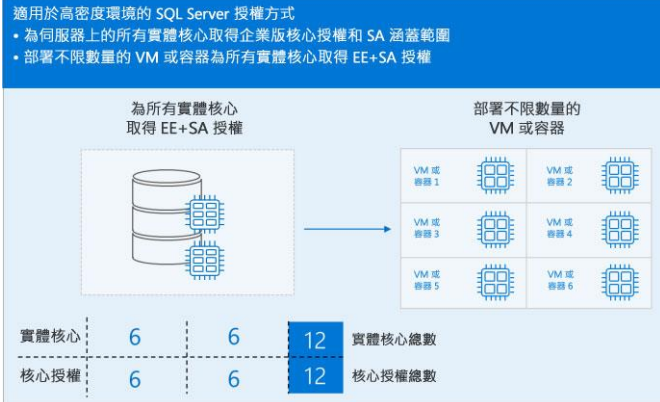 適用於高密度環境的 SQL Server 授權方式
• 為伺服器上的所有實體核心取得企業版核心授權和 SA 涵蓋範圍
• 部署不限數量的 VM 或容器為所有實體核心取得 EE+SA 授權
為所有實體核心
取得 EE+SA 授權
部署不限數量的
VM 或容器
VM 或
容器 1
VM 或
容器 2
VM 或
容器 3
VM 或
容器 4
VM 或
容器 5
VM 或
容器 6
實體核心 6 6 12 實體核心總數
核心授權 6 6 12 核心授權總數